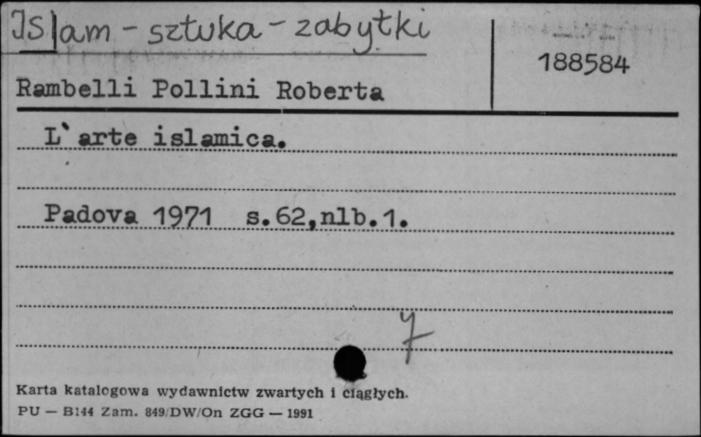 Islam - sztuka - zabytki
188584
Rambelli Pollini Roberta
L`arte islamica.
Padova 1971 s.62,nlb.1.
Karta katalogowa wydawnictw zwartych i ciągłych.
PU — B144 Zam. 849/DW/On ZGG — 1991